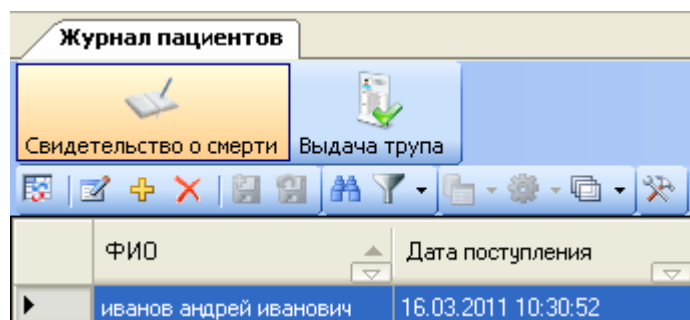 Журнал пациентов
Свидетельство о смерти Выдача трупа
ФИО Дата поступления
иванов андрей иванович 16.03.2011 10:30:52